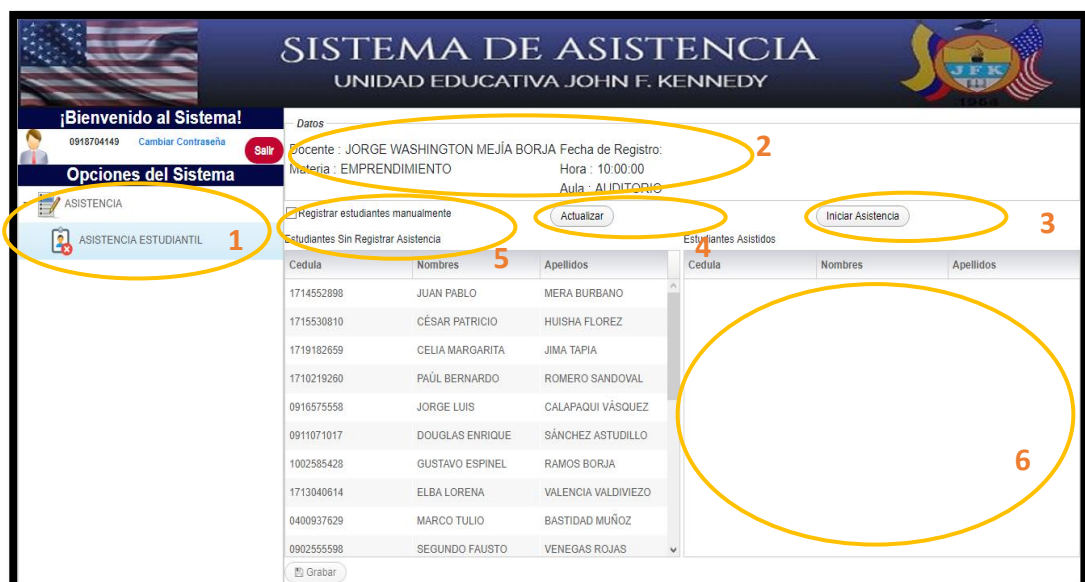 SISTEMA DE ASISTENCIA
UNIDAD EDUCATIVA JOHN F. KENNEDY
JFK
¡Bienvenido al Sistema!
0918704149 Cambiar Contraseña Salir
Opciones del Sistema
ASISTENCIA
ASISTENCIA ESTUDIANTIL 1
Datos
2
Docente : JORGE WASHINGTON MEJÍA BORJA Fecha de Registro:
Materia : EMPRENDIMIENTO Hora : 10:00:00
Aula : AUDITORIO
Registrar estudiantes manualmente Actualizar Iniciar Asistencia 3
Estudiantes Sin Registrar Asistencia 5 4 Estudiantes Asistidos
Cedula Nombres Apellidos Cedula Nombres Apellidos
1714552898 JUAN PABLO MERA BURBANO
1715530810 CÉSAR PATRICIO HUISHA FLOREZ
1719182659 CELIA MARGARITA JIMA TAPIA
1710219260 PAÚL BERNARDO ROMERO SANDOVAL
0916575558 JORGE LUIS CALAPAQUI VÁSQUEZ
0911071017 DOUGLAS ENRIQUE SÁNCHEZ ASTUDILLO
1002585428 GUSTAVO ESPINEL RAMOS BORJA 6
1713040614 ELBA LORENA VALENCIA VALDIVIEZO
0400937629 MARCO TULIO BASTIDAD MUÑOZ
0902555598 SEGUNDO FAUSTO VENEGAS ROJAS
Grabar